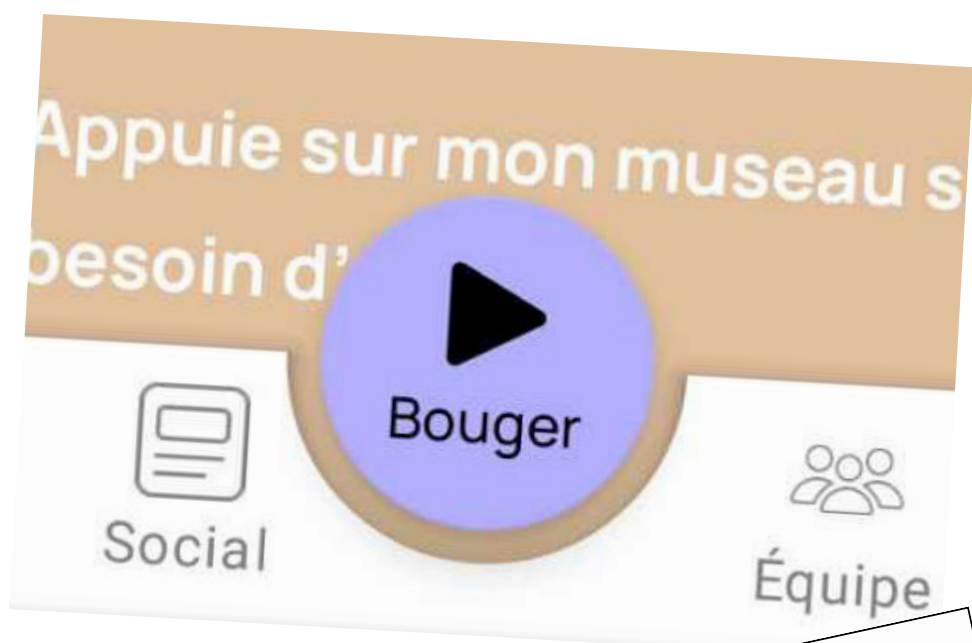 Appuie sur mon museau s
besoin d'
Bouger
Social
Équipe